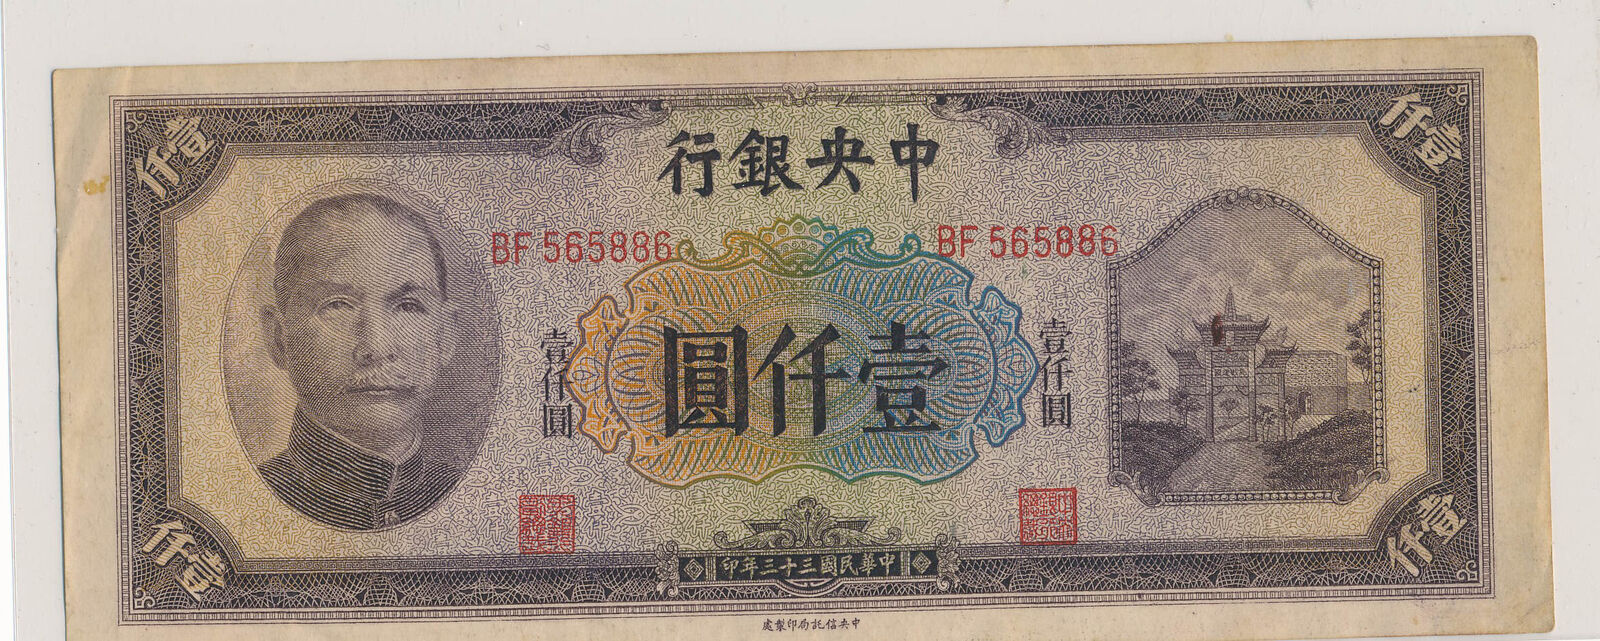 中央銀行
BF 565886
BF 565886
壹仟
壹仟
壹仟圓
壹仟圓
壹仟圓
壹仟
壹仟
中華民國三十三年印
中央信託局印製處